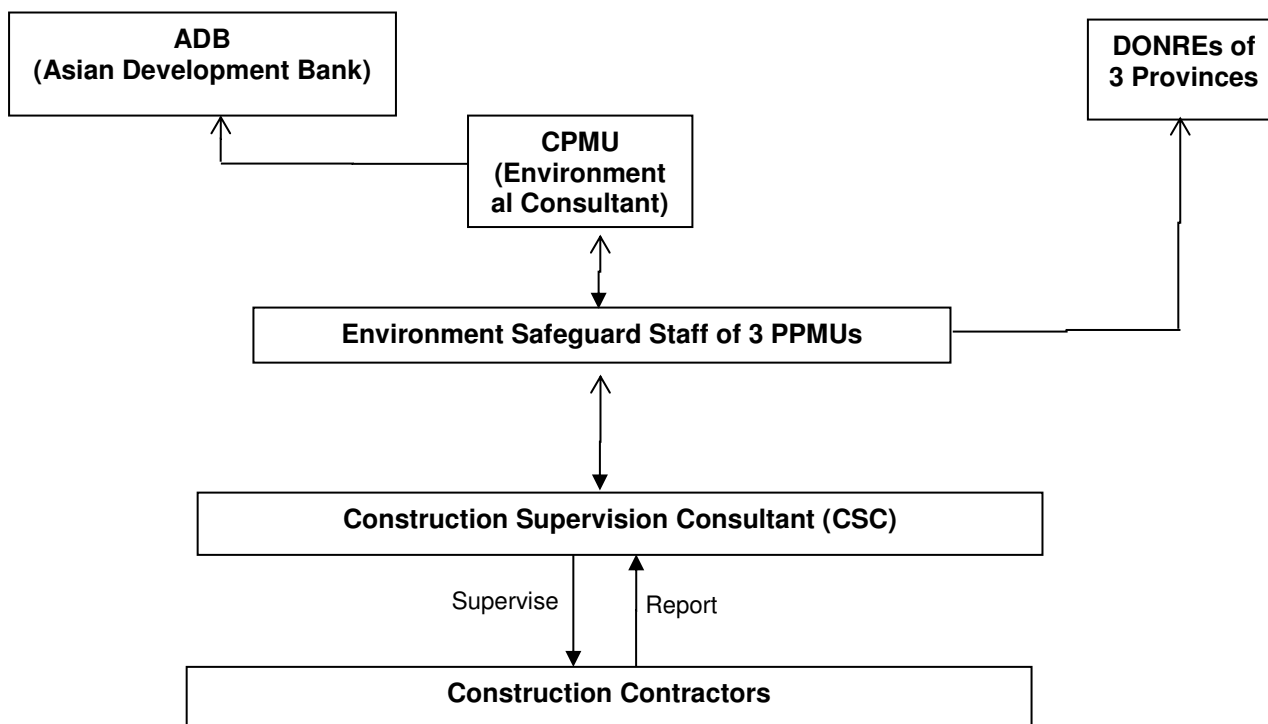 ADB
(Asian Development Bank)
DONREs of
3 Provinces
CPMU
(Environment
al Consultant)
Environment Safeguard Staff of 3 PPMUs
Construction Supervision Consultant (CSC)
Supervise
Report
Construction Contractors